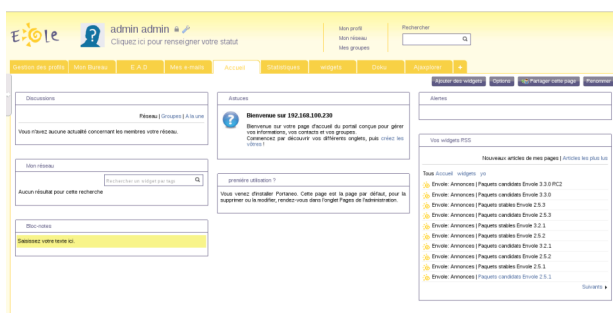 Eole
admin admin
Cliquez ici pour renseigner votre statut
Mon profil
Mon réseau
Mes groupes
Rechercher
Gestion des profils
Mon Bureau
E.A.D.
Mes e-mails
Accueil
Statistiques
widgets
Doku
Apeplorer
Ajouter des widgets
Options
Partager cette page
Personner
Discussions
Réseau | Groupes | A la une
Vous n'avez aucune actualité concernant les membres votre réseau.
Mon réseau
Rechercher un widget par tags
Aucun résultat pour cette recherche
Bloc-notes
Saisissez votre texte ici.
Astuces
Bienvenue sur 192.168.100.230
Bienvenue sur votre page d'accueil du portail conçue pour gérer
vos informations, vos contacts et vos groupes.
Commencez par découvrir vos différents onglets, puis créez les
vôtres !
première utilisation ?
Vous venez d'installer Portaneo. Cette page est la page par défaut, pour la
supprimer ou la modifier, rendez-vous dans l'onglet Pages de l'administration.
Alertes
Vos widgets RSS
Nouveaux articles de mes pages | Articles les plus lus
Tous Accueil widgets yo
Envole: Annonces | Paquets candidats Envole 3.3.0 RC2
Envole: Annonces | Paquets candidats Envole 3.3.0
Envole: Annonces | Paquets stables Envole 2.5.3
Envole: Annonces | Paquets candidats Envole 2.5.3
Envole: Annonces | Paquets stables Envole 3.2.1
Envole: Annonces | Paquets stables Envole 2.5.2
Envole: Annonces | Paquets candidats Envole 3.2.1
Envole: Annonces | Paquets candidats Envole 2.5.2
Envole: Annonces | Paquets stables Envole 2.5.1
Envole: Annonces | Paquets candidats Envole 2.5.1
Suivants